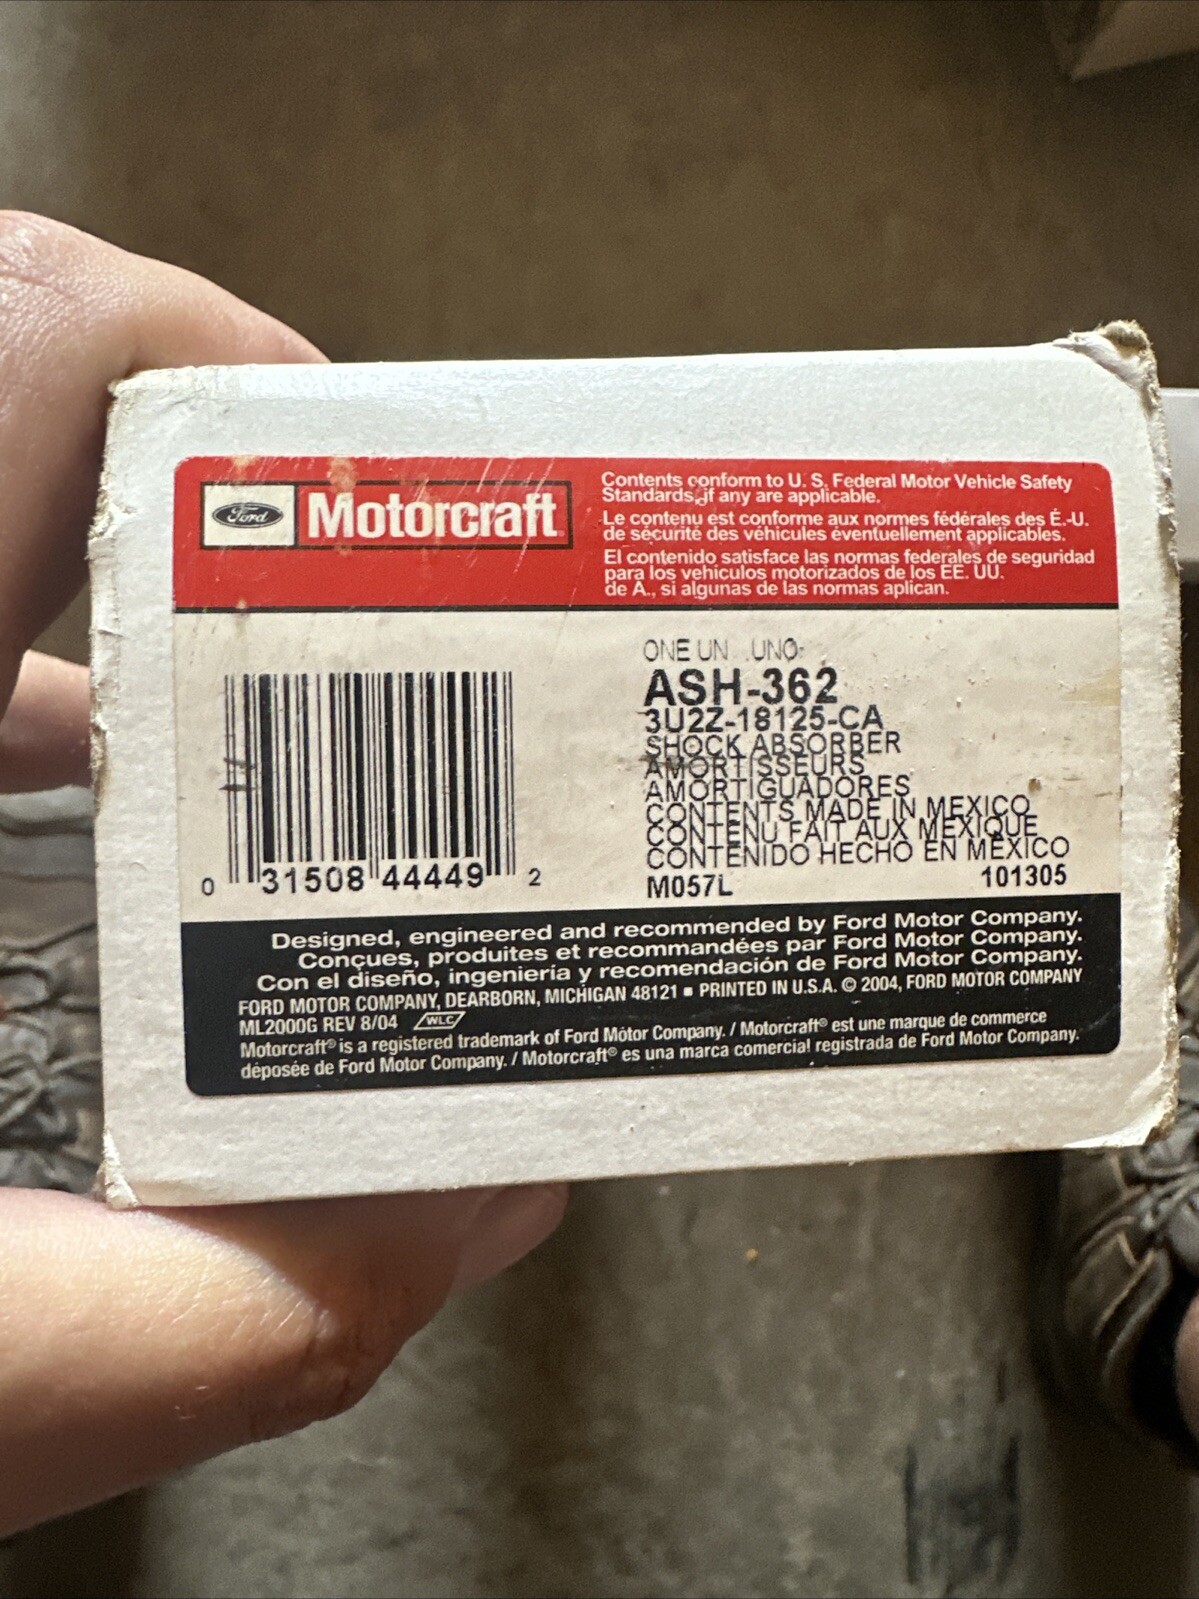 Ford Motorcraft
Contents conform to U. S. Federal Motor Vehicle Safety
Standards, if any are applicable.
Le contenu est conforme aux normes fédérales des É.-U.
de sécurité des véhicules éventuellement applicables.
El contenido satisface las normas federales de seguridad
para los vehiculos motorizados de los EE. UU.
de A., si algunas de las normas aplican.
ONE UN UNO
ASH-362
3U2Z-18125-CA
SHOCK ABSORBER
AMORTISSEURS
AMORTIGUADORES
CONTENTS MADE IN MEXICO
CONTENU FAIT AUX MEXIQUE
CONTENIDO HECHO EN MÉXICO
M057L 101305
0 31508 44449 2
Designed, engineered and recommended by Ford Motor Company.
Conçues, produites et recommandées par Ford Motor Company.
Con el diseño, ingeniería y recomendación de Ford Motor Company.
FORD MOTOR COMPANY, DEARBORN, MICHIGAN 48121 ■ PRINTED IN U.S.A. © 2004, FORD MOTOR COMPANY
ML2000G REV 8/04 WLC
Motorcraft® is a registered trademark of Ford Motor Company. / Motorcraft® est une marque de commerce
déposée de Ford Motor Company. / Motorcraft® es una marca comercial registrada de Ford Motor Company.